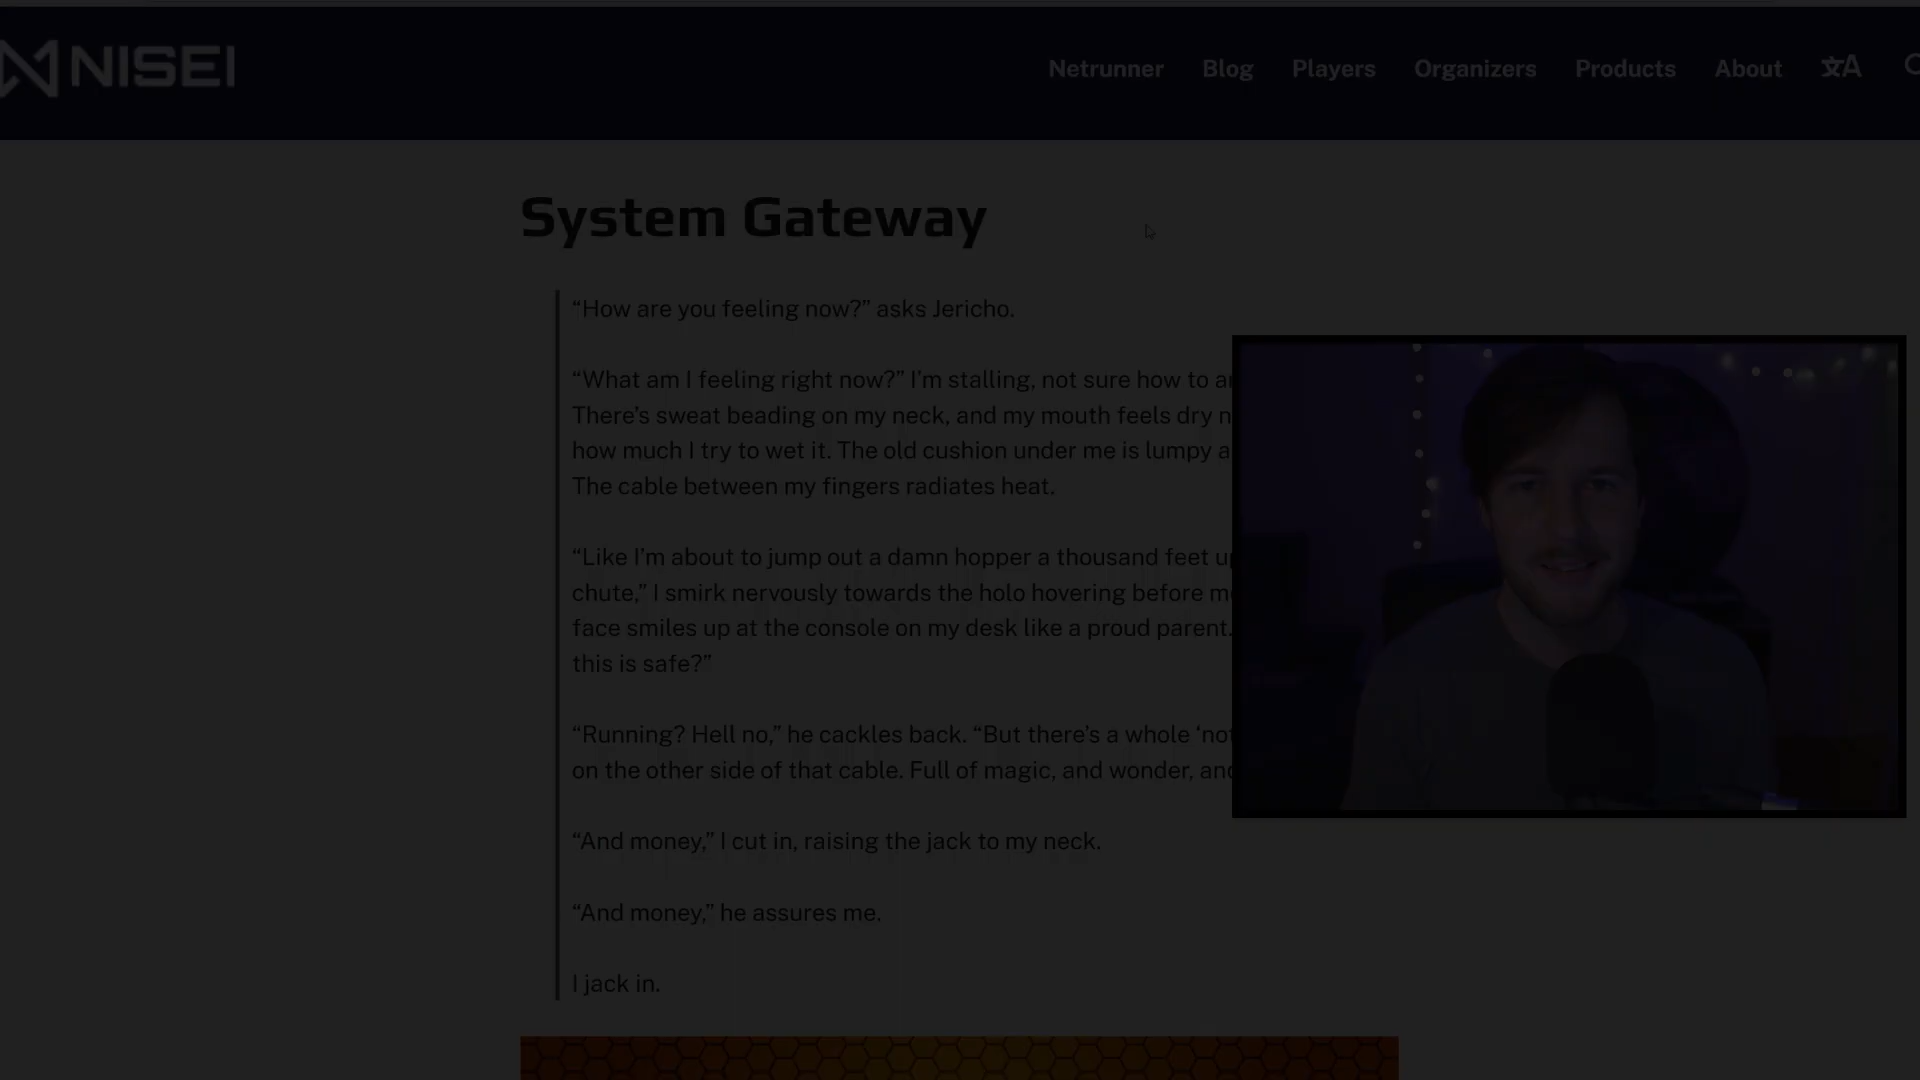 NISEI
Netrunner Blog Players Organizers Products About 文A
System Gateway
“How are you feeling now?” asks Jericho.
“What am I feeling right now?” I’m stalling, not sure how to
There’s sweat beading on my neck, and my mouth feels dry
how much I try to wet it. The old cushion under me is lumpy
The cable between my fingers radiates heat.
“Like I’m about to jump out a damn hopper a thousand feet
chute,” I smirk nervously towards the holo hovering before
face smiles up at the console on my desk like a proud parent.
this is safe?”
“Running? Hell no,” he cackles back. “But there’s a whole
on the other side of that cable. Full of magic, and wonder,
“And money,” I cut in, raising the jack to my neck.
“And money,” he assures me.
I jack in.